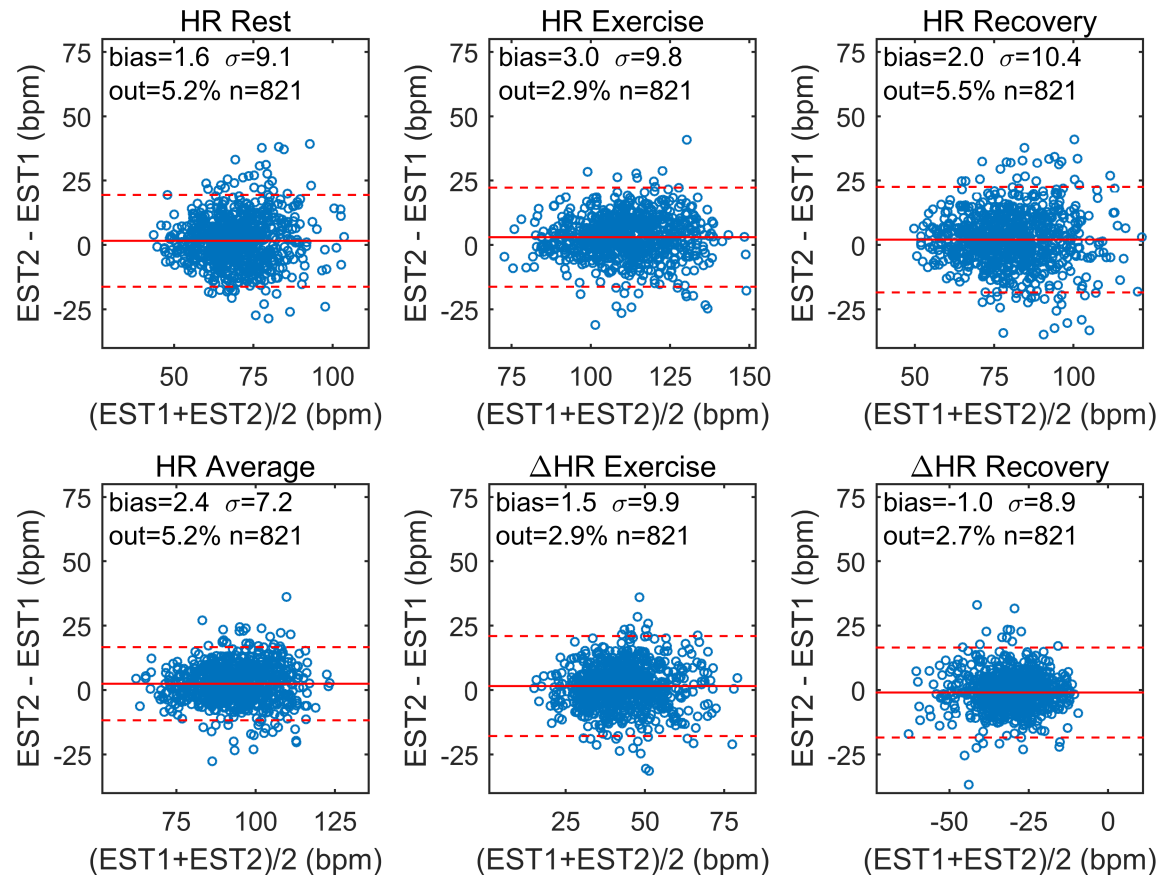 HR Rest
bias=1.6 σ=9.1
out=5.2% n=821
75
50
25
0
-25
EST2 - EST1 (bpm)
50 75 100
(EST1+EST2)/2 (bpm)
HR Exercise
bias=3.0 σ=9.8
out=2.9% n=821
75
50
25
0
-25
EST2 - EST1 (bpm)
75 100 125 150
(EST1+EST2)/2 (bpm)
HR Recovery
bias=2.0 σ=10.4
out=5.5% n=821
75
50
25
0
-25
EST2 - EST1 (bpm)
50 75 100
(EST1+EST2)/2 (bpm)
HR Average
bias=2.4 σ=7.2
out=5.2% n=821
75
50
25
0
-25
EST2 - EST1 (bpm)
75 100 125
(EST1+EST2)/2 (bpm)
ΔHR Exercise
bias=1.5 σ=9.9
out=2.9% n=821
75
50
25
0
-25
EST2 - EST1 (bpm)
25 50 75
(EST1+EST2)/2 (bpm)
ΔHR Recovery
bias=-1.0 σ=8.9
out=2.7% n=821
75
50
25
0
-25
EST2 - EST1 (bpm)
-50 -25 0
(EST1+EST2)/2 (bpm)